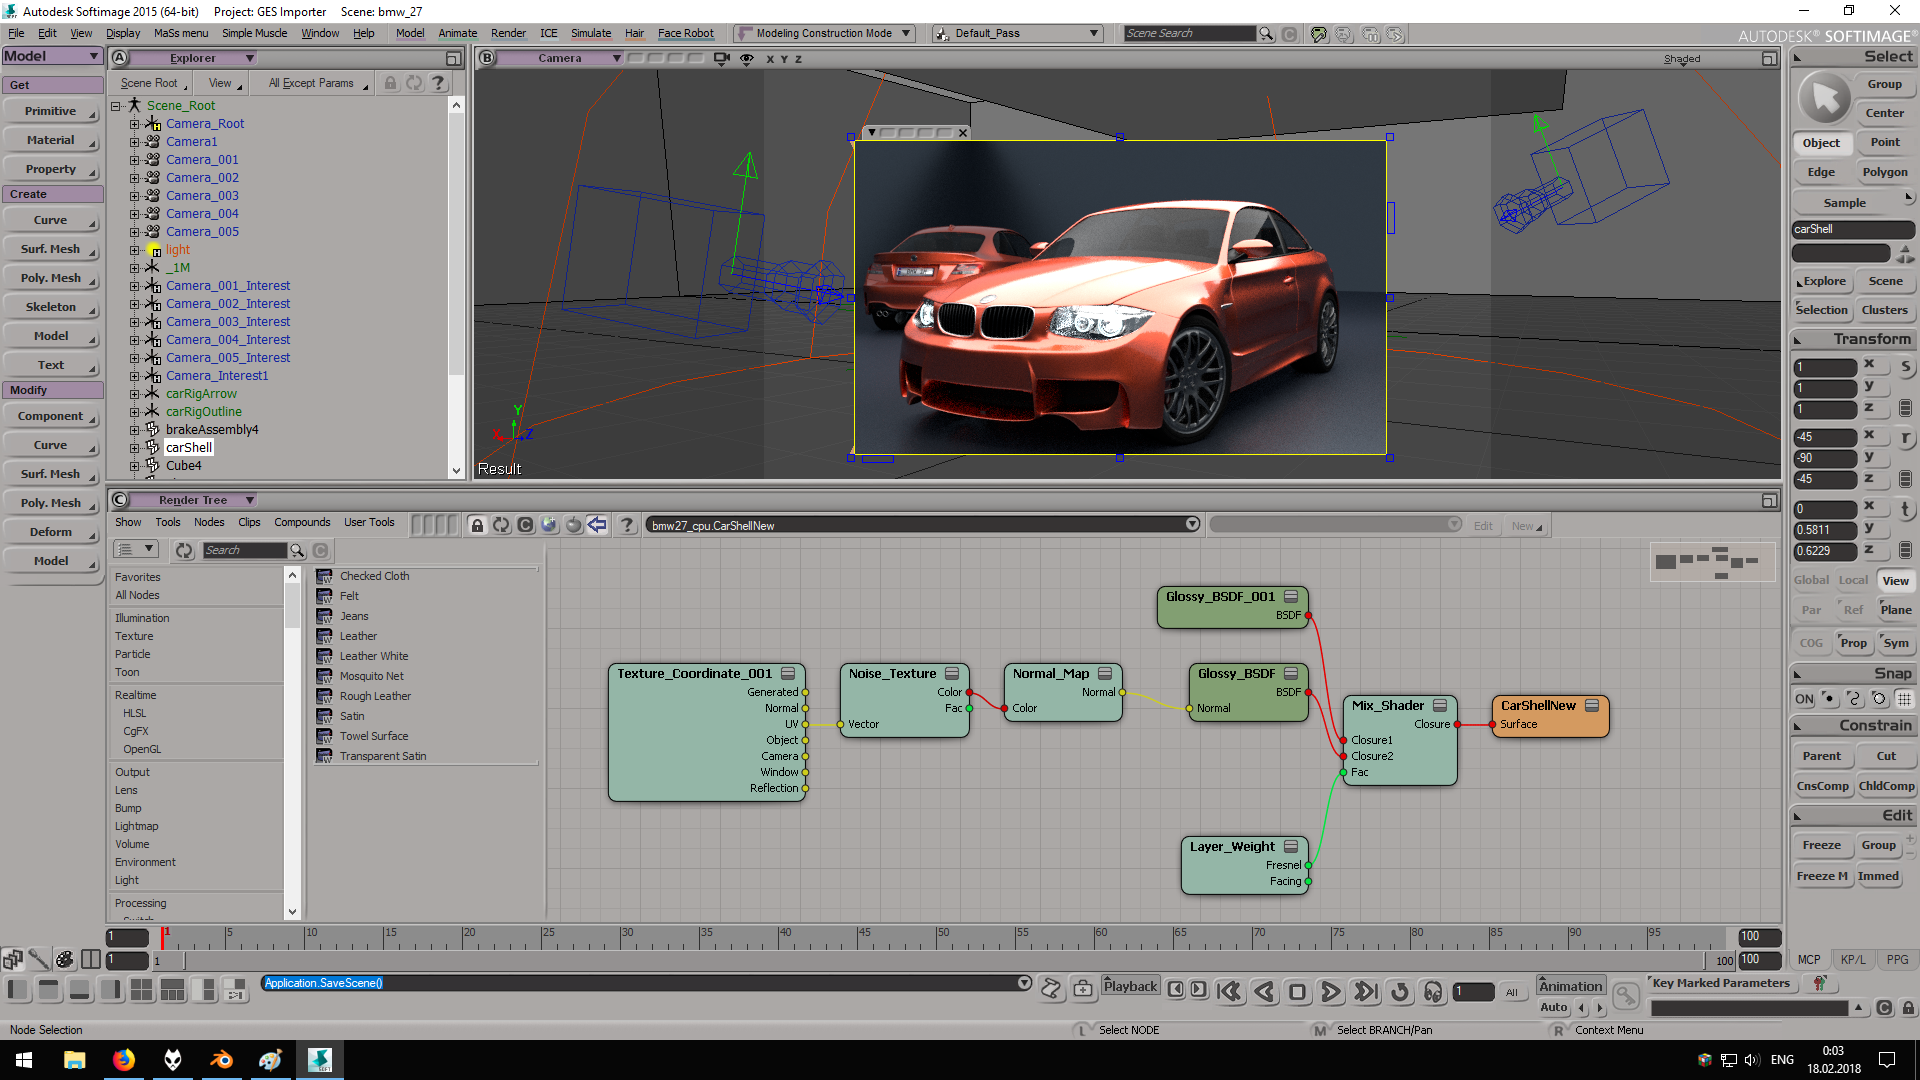 Autodesk Softimage 2015 (64-bit) Project: GES Importer Scene: bmw_27
File Edit View Display MaSs menu Simple Muscle Window Help Model Animate Render ICE Simulate Hair Face Robot Modeling Construction Mode Default_Pass Search Scene AUTODESK® SOFTIMAGE®
Model
Get
Primitive
Material
Property
Create
Curve
Surf. Mesh
Poly. Mesh
Skeleton
Model
Text
Modify
Component
Curve
Surf. Mesh
Poly. Mesh
Deform
Model
A Explorer
Scene Root View All Except Params ?
Scene_Root
Camera_Root
Camera1
Camera_001
Camera_002
Camera_003
Camera_004
Camera_005
light
_1M
Camera_001_Interest
Camera_002_Interest
Camera_003_Interest
Camera_004_Interest
Camera_005_Interest
Camera_Interest1
carRigArrow
carRigOutline
brakeAssembly4
carShell
Cube4
B Camera X Y Z Shaded
Y
X Z
Result
C Render Tree
Show Tools Nodes Clips Compounds User Tools ? bmw27_cpu.CarShellNew Edit New
Search
Favorites
All Nodes
Illumination
Texture
Particle
Toon
Realtime
HLSL
CgFX
OpenGL
Output
Lens
Bump
Lightmap
Volume
Environment
Light
Processing
Switch
Checked Cloth
Felt
Jeans
Leather
Leather White
Mosquito Net
Rough Leather
Satin
Towel Surface
Transparent Satin
Texture_Coordinate_001
Generated
Normal
UV
Object
Camera
Window
Reflection
Noise_Texture
Color
Fac
Vector
Normal_Map
Normal
Color
Glossy_BSDF_001
BSDF
Glossy_BSDF
BSDF
Normal
Layer_Weight
Fresnel
Facing
Mix_Shader
Closure
Closure1
Closure2
Fac
CarShellNew
Surface
Select
Group
Center
Object Point
Edge Polygon
Sample
carShell
Explore Scene
Selection Clusters
Transform
1 x s
1 y
1 z
-45 x r
-90 y
-45 z
0 x t
0.5811 y
0.6229 z
Global Local View
Par Ref Plane
COG Prop Sym
Snap
ON
Constrain
Parent Cut
CnsComp ChldComp
Edit
Freeze Group
Freeze M Immed
MCP KP/L PPG
1 1 5 10 15 20 25 30 35 40 45 50 55 60 65 70 75 80 85 90 95 100
1 1 100 100
Application.SaveScene() Playback 1 All Animation Key Marked Parameters
Auto
Node Selection L Select NODE M Select BRANCH/Pan R Context Menu
ENG 0:03
18.02.2018